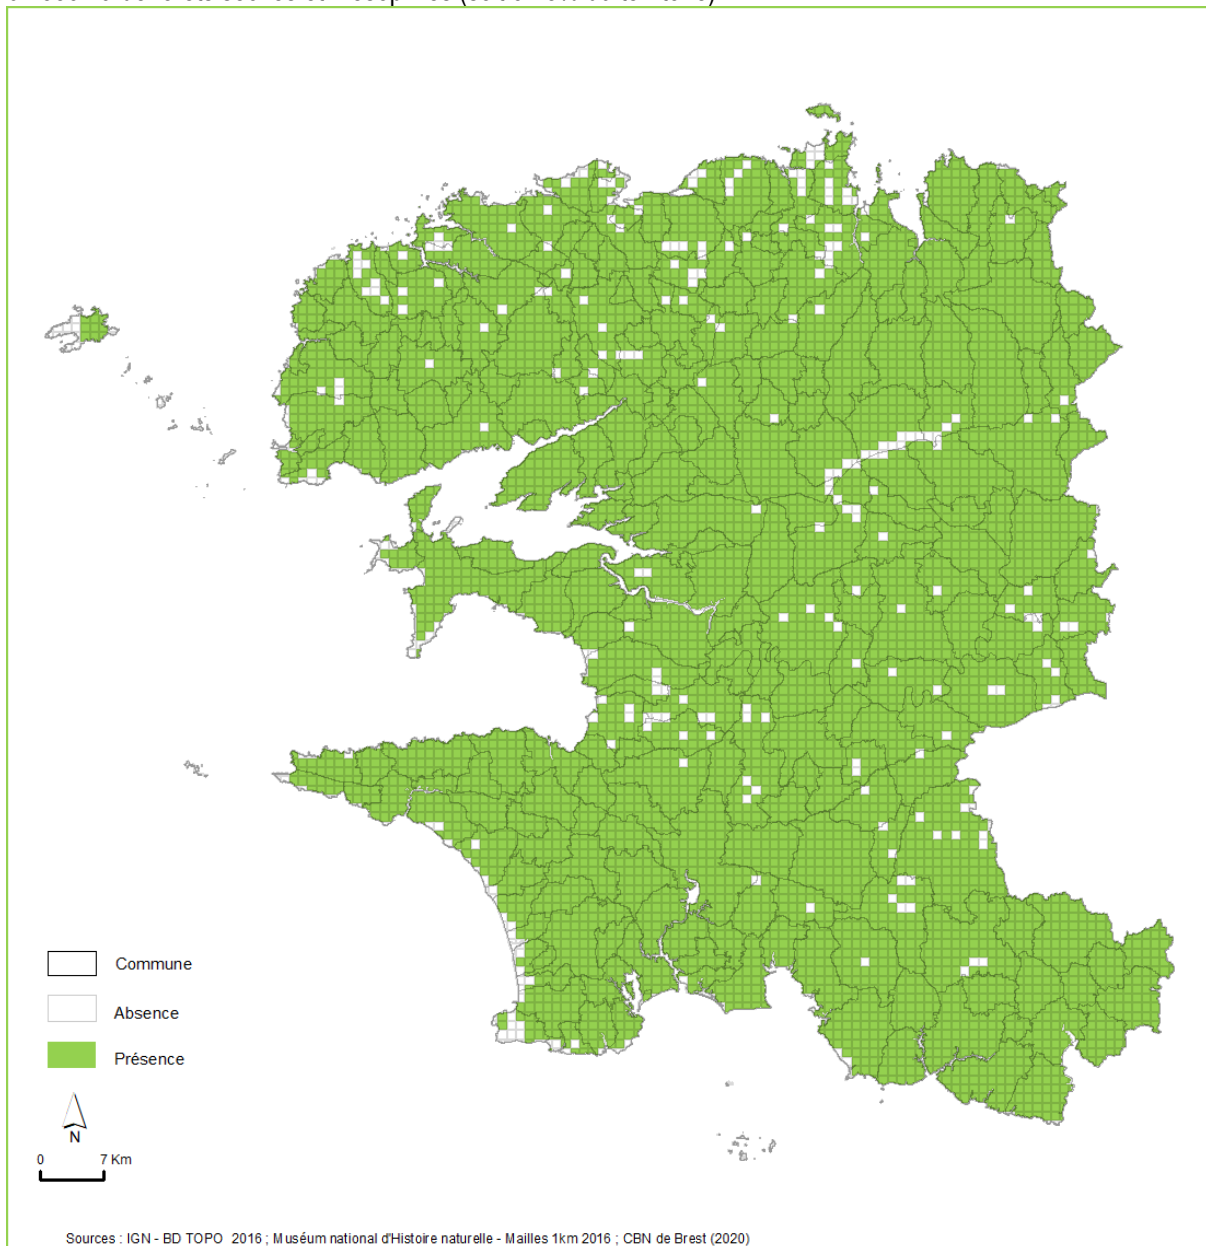 Commune
Absence
Présence
N
0 7 Km
Sources : IGN - BD TOPO 2016 ; Muséum national d'Histoire naturelle - Mailles 1km 2016 ; CBN de Brest (2020)